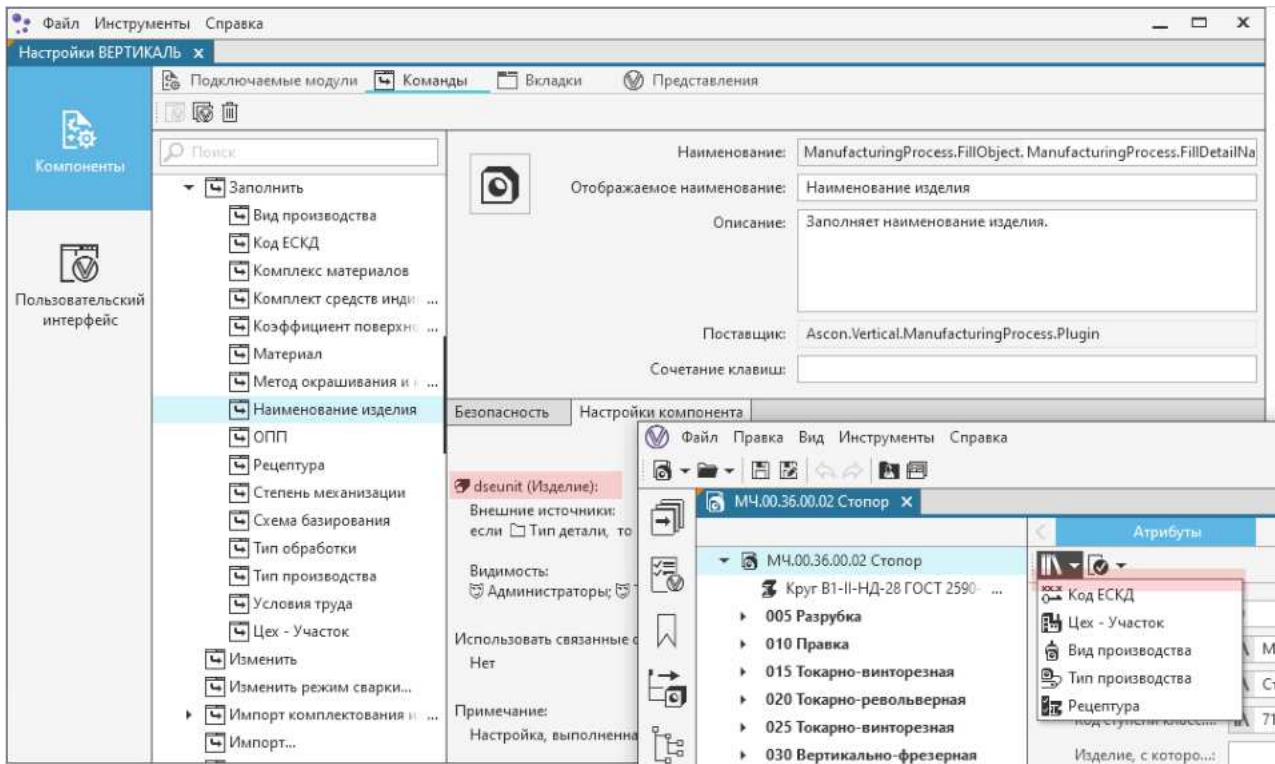 Файл Инструменты Справка
Настройки ВЕРТИКАЛЬ x
Компоненты
Пользовательский
интерфейс
Подключаемые модули Команды Вкладки Представления
Поиск
Заполнить
Вид производства
Код ЕСКД
Комплекс материалов
Комплект средств инди ...
Коэффициент поверхно ...
Материал
Метод окрашивания и ...
Наименование изделия
ОПП
Рецептура
Степень механизации
Схема базирования
Тип обработки
Тип производства
Условия труда
Цех - Участок
Изменить
Изменить режим сварки...
Импорт комплектования и ...
Импорт...
Наименование: ManufacturingProcess.FillObject. ManufacturingProcess.FillDetailNa
Отображаемое наименование: Наименование изделия
Описание: Заполняет наименование изделия.
Поставщик: Ascon.Vertical.ManufacturingProcess.Plugin
Сочетание клавиш:
Безопасность Настройки компонента
dseunit (Изделие):
Внешние источники:
если Тип детали, то
Видимость:
Администраторы;
Использовать связанные
Нет
Примечание:
Настройка, выполненна
Файл Правка Вид Инструменты Справка
МЧ.00.36.00.02 Стопор x
МЧ.00.36.00.02 Стопор
Круг В1-II-НД-28 ГОСТ 2590- ...
005 Разрубка
010 Правка
015 Токарно-винторезная
020 Токарно-револьверная
025 Токарно-винторезная
030 Вертикально-фрезерная
Атрибуты
Код ЕСКД
Цех - Участок
Вид производства
Тип производства
Рецептура
М
Ст
71
Изделие, с которо...: